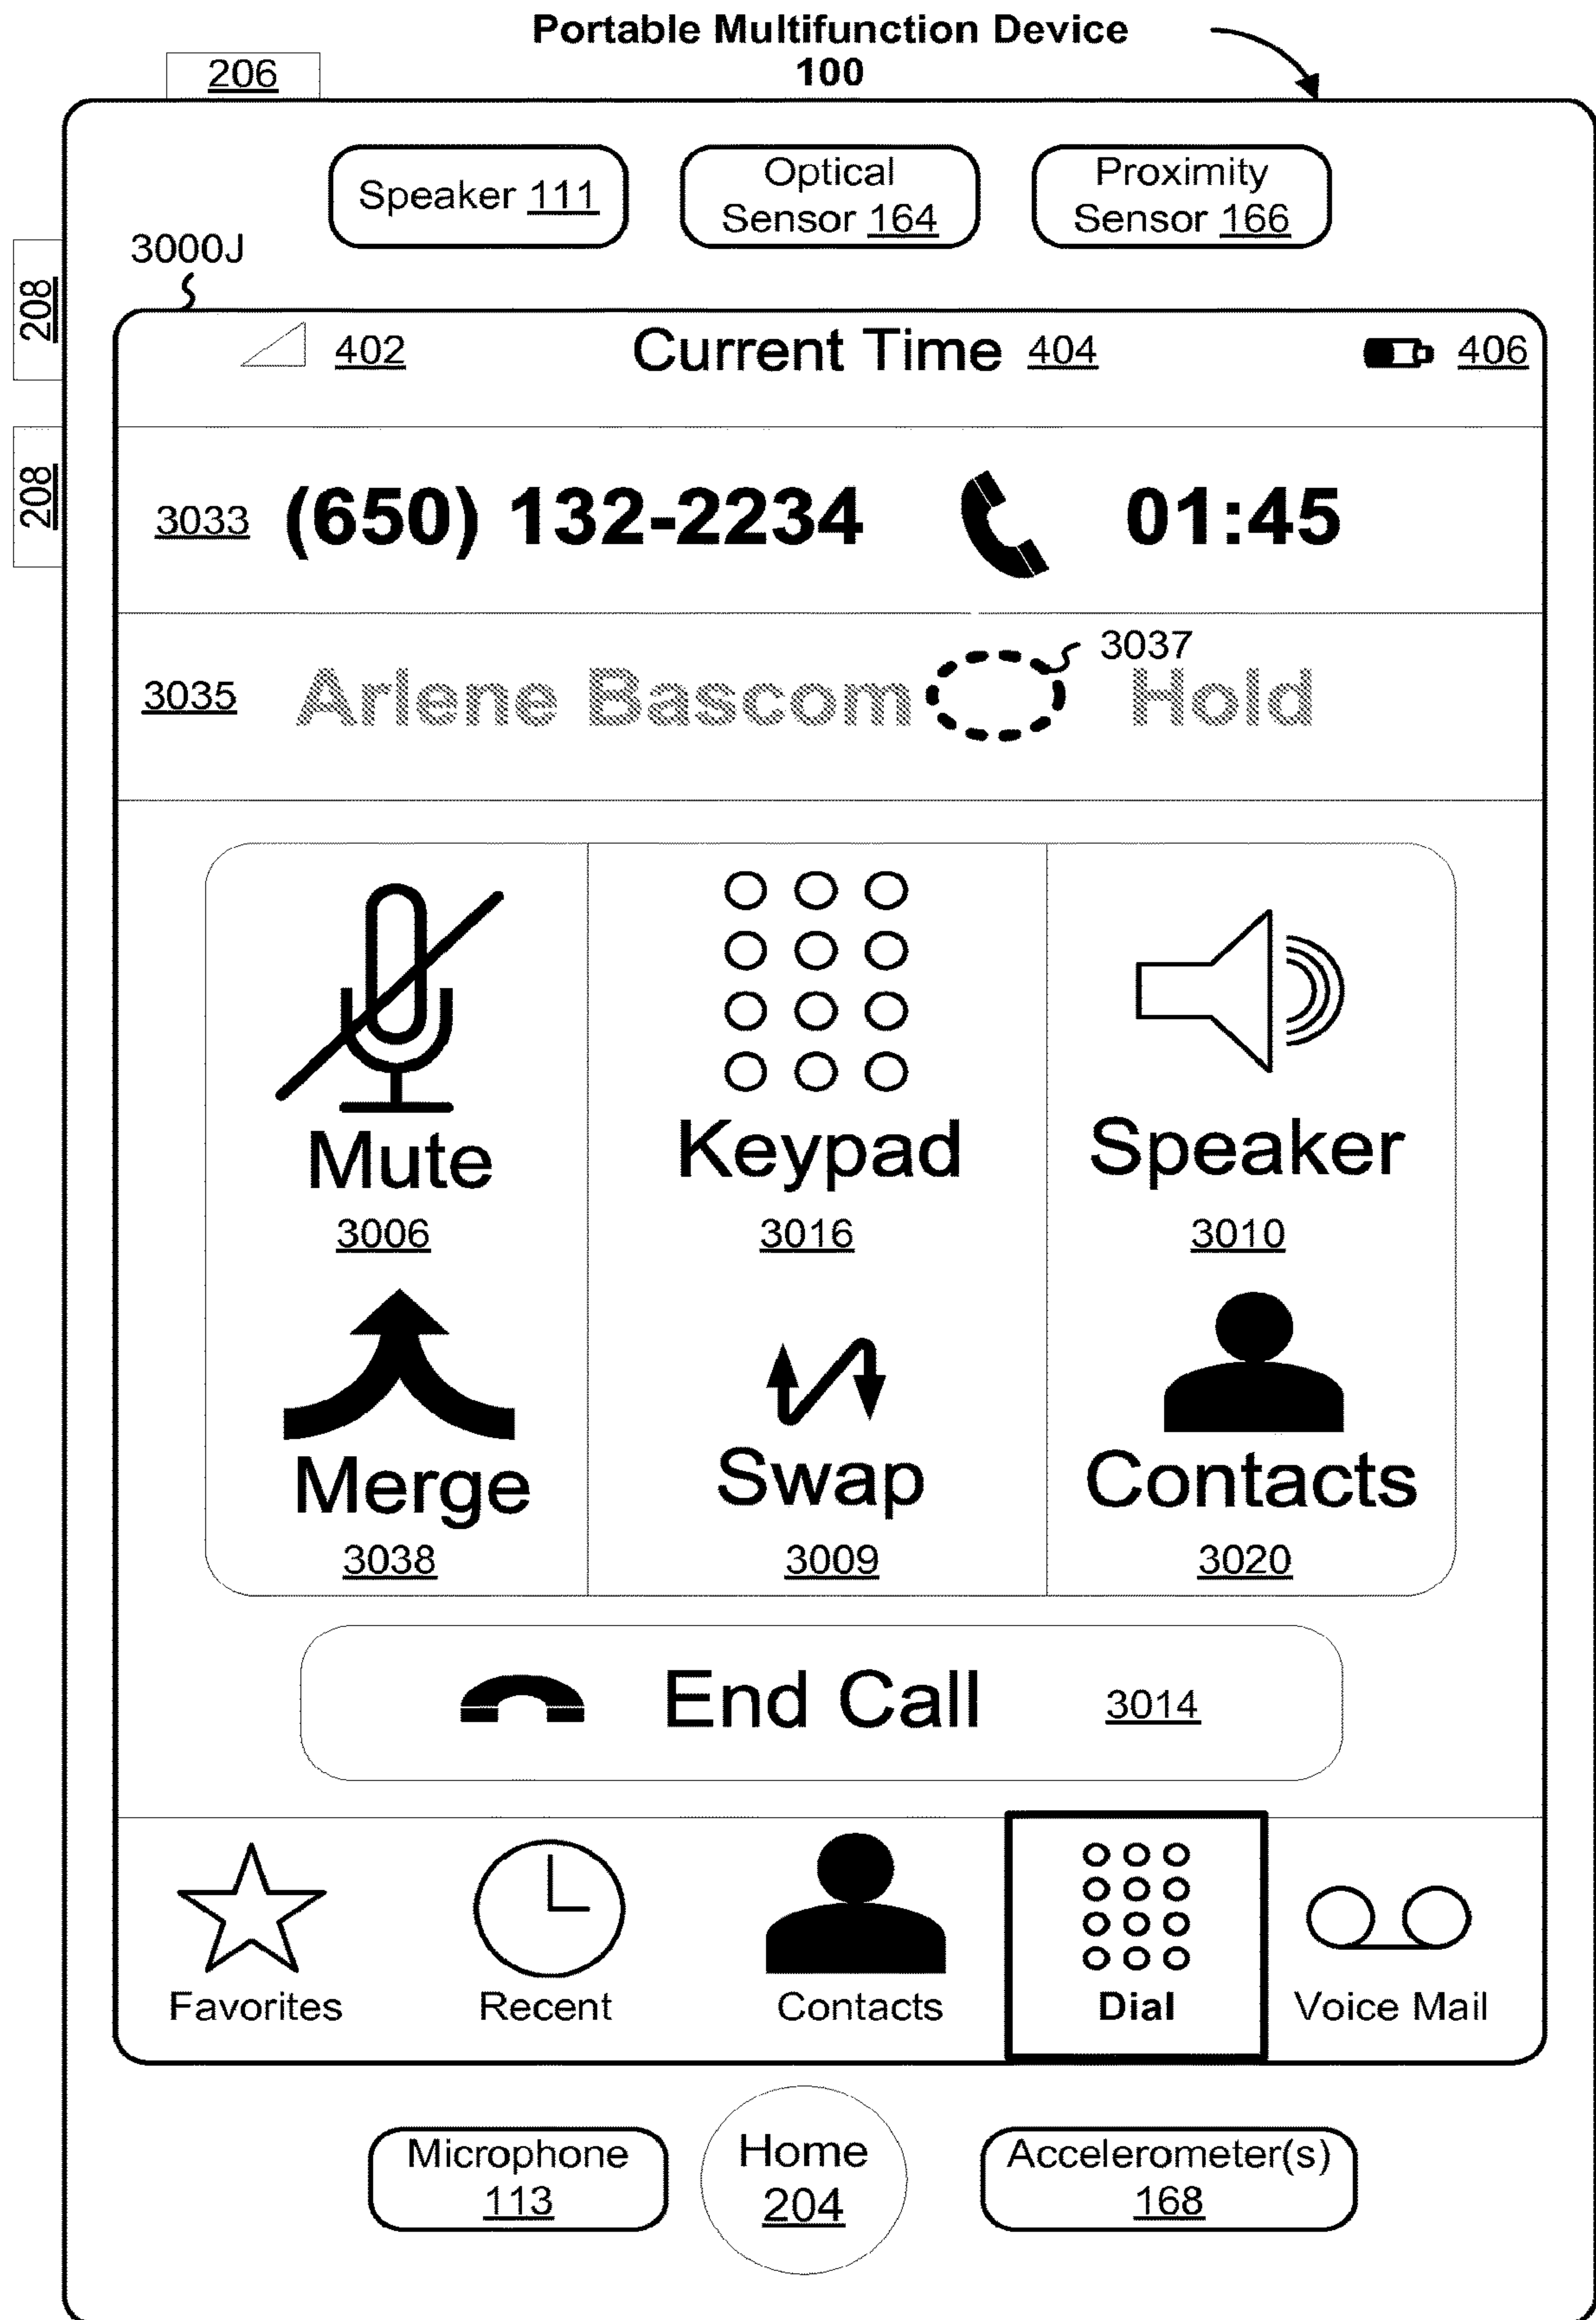 Portable Multifunction Device
100
206
Speaker 111
Optical
Sensor 164
Proximity
Sensor 166
3000J
208
402 Current Time 404 406
208
3033 (650) 132-2234 01:45
3037
3035 Arlene Bascom Hold
Mute Keypad Speaker
3006 3016 3010
Merge Swap Contacts
3038 3009 3020
End Call 3014
Favorites Recent Contacts Dial Voice Mail
Microphone
113
Home
204
Accelerometer(s)
168